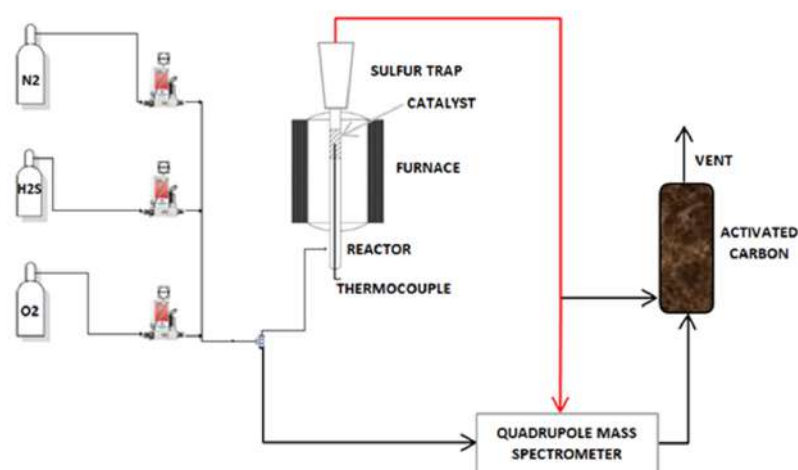 N2
H2S
O2
SULFUR TRAP
CATALYST
FURNACE
REACTOR
THERMOCOUPLE
VENT
ACTIVATED
CARBON
QUADRUPOLE MASS
SPECTROMETER